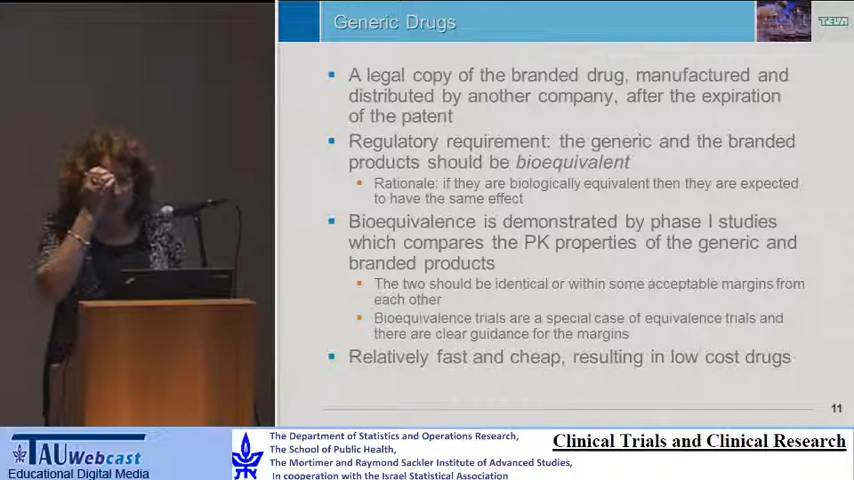 Generic Drugs
TEVA
A legal copy of the branded drug, manufactured and
distributed by another company, after the expiration
of the patent
Regulatory requirement: the generic and the branded
products should be bioequivalent
Rationale: if they are biologically equivalent then they are expected
to have the same effect
Bioequivalence is demonstrated by phase I studies
which compares the PK properties of the generic and
branded products
The two should be identical or within some acceptable margins from
each other
Bioequivalence trials are a special case of equivalence trials and
there are clear guidance for the margins
Relatively fast and cheap, resulting in low cost drugs
11
TAU Webcast
Educational Digital Media
The Department of Statistics and Operations Research,
The School of Public Health,
The Mortimer and Raymond Sackler Institute of Advanced Studies,
In cooperation with the Israel Statistical Association
Clinical Trials and Clinical Research